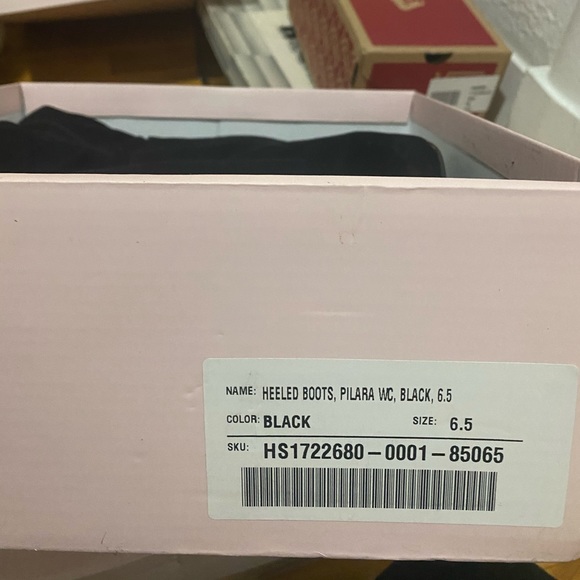 NAME: HEELED BOOTS, PILARA WC, BLACK, 6.5
COLOR: BLACK SIZE: 6.5
SKU: HS1722680-0001-85065